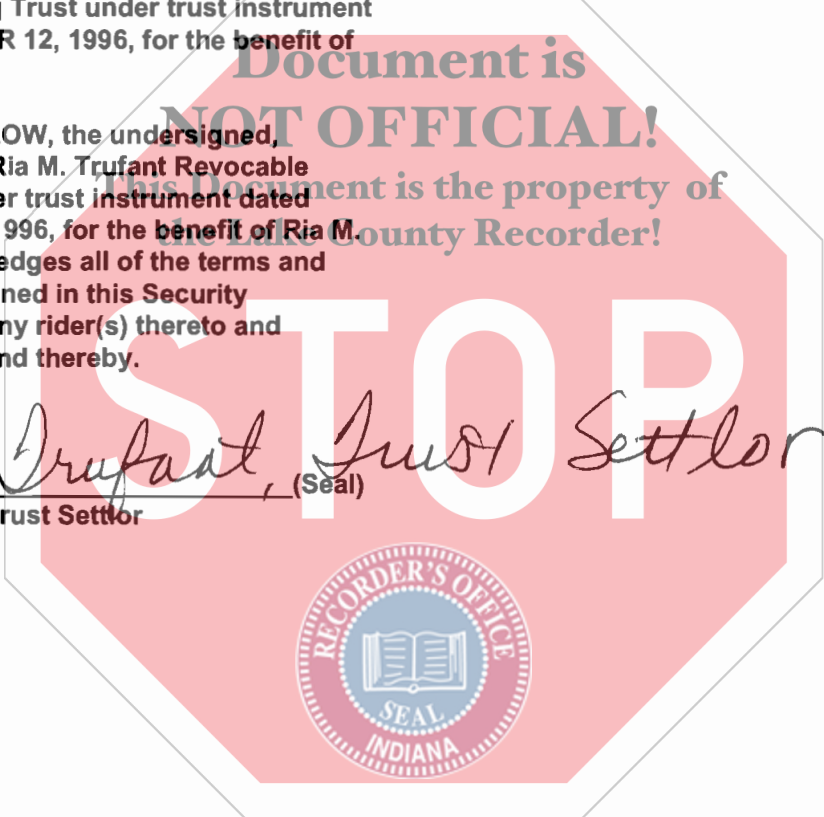 Trust under trust instrument
R 12, 1996, for the benefit of
Document is
NOT OFFICIAL!
This Document is the property of
the Lake County Recorder!
OW, the undersigned,
Ria M. Trufant Revocable
er trust instrument dated
996, for the benefit of Ria M.
edges all of the terms and
ned in this Security
ny rider(s) thereto and
nd thereby.
STOP
Trufant, Trust Settlor
(Seal)
rust Settlor
RECORDER'S OFFICE
SEAL
INDIANA